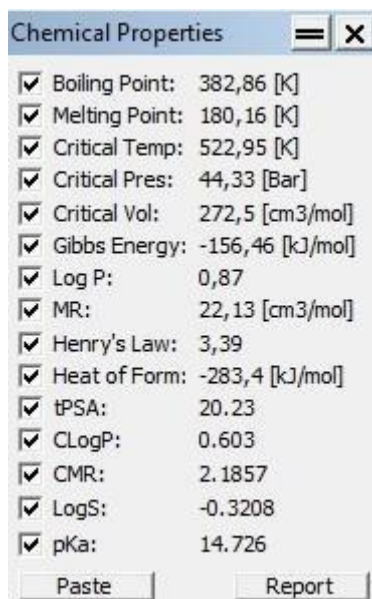 Chemical Properties
Boiling Point: 382,86 [K]
Melting Point: 180,16 [K]
Critical Temp: 522,95 [K]
Critical Pres: 44,33 [Bar]
Critical Vol: 272,5 [cm3/mol]
Gibbs Energy: -156,46 [kJ/mol]
Log P: 0,87
MR: 22,13 [cm3/mol]
Henry's Law: 3,39
Heat of Form: -283,4 [kJ/mol]
tPSA: 20.23
CLogP: 0.603
CMR: 2.1857
LogS: -0.3208
pKa: 14.726
Paste Report